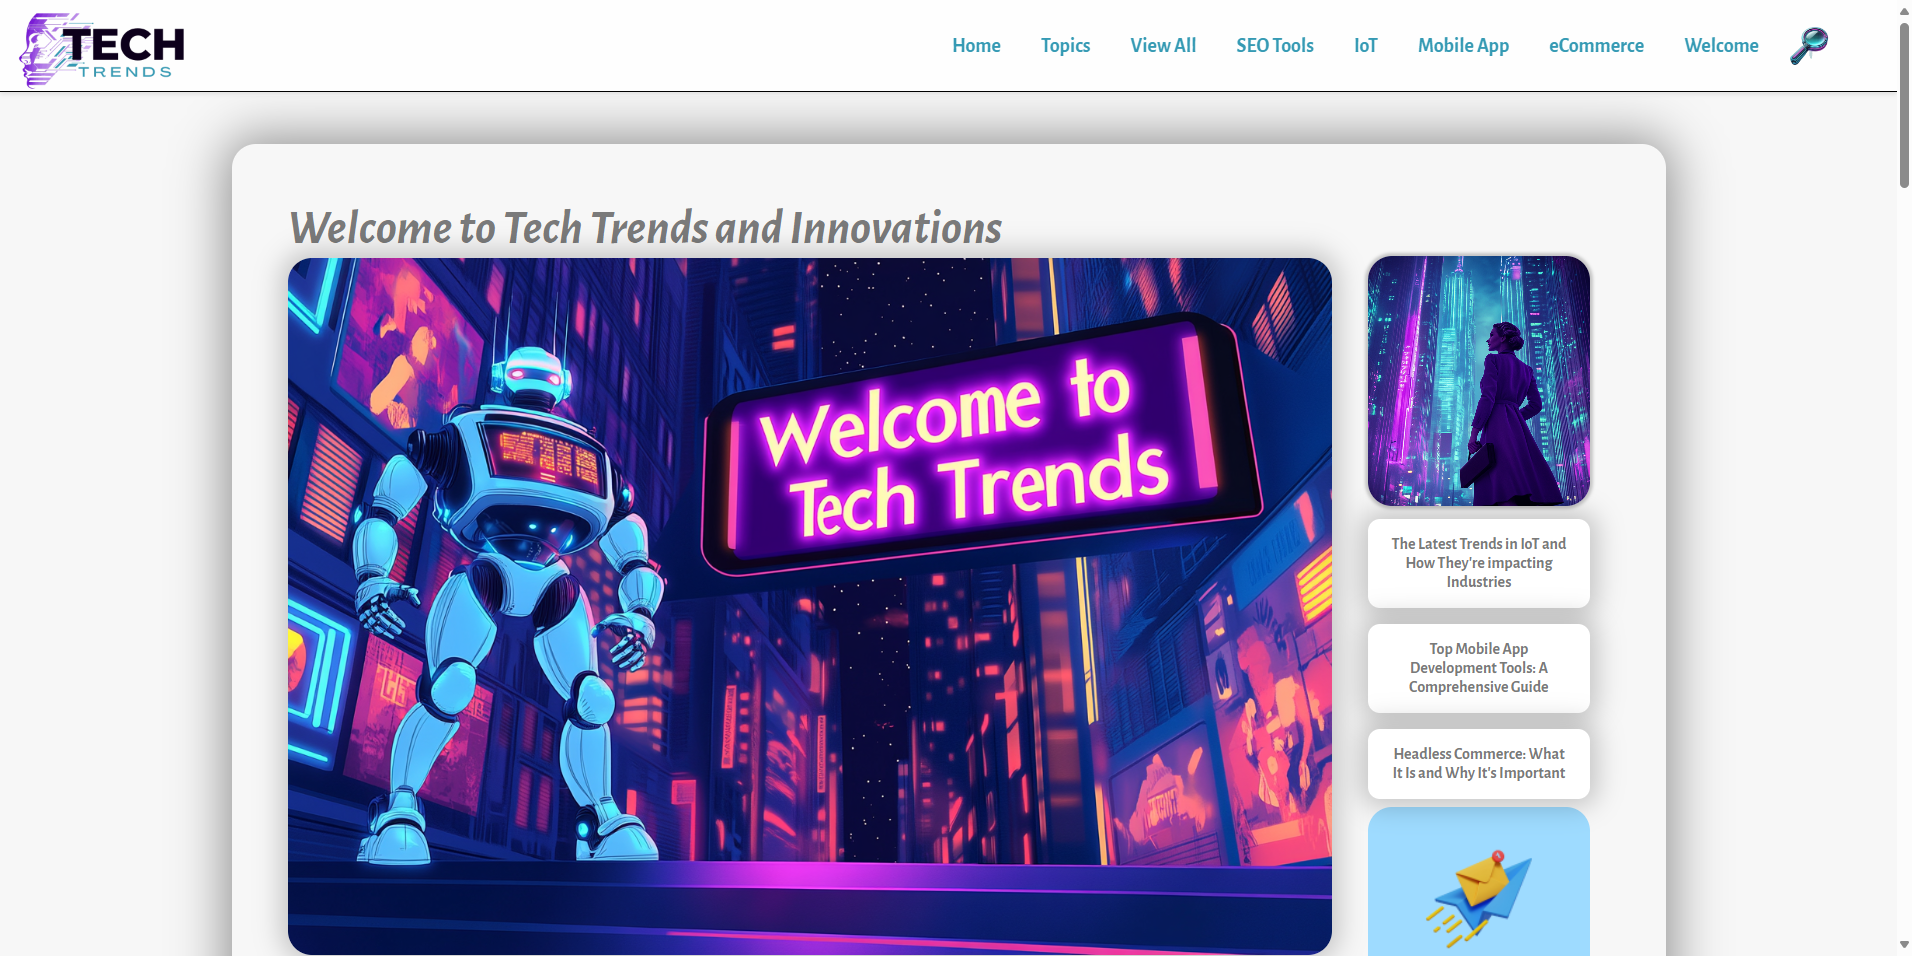 TECH
TRENDS
Home
Topics
View All
SEO Tools
IoT
Mobile App
eCommerce
Welcome
Welcome to Tech Trends and Innovations
Welcome to
Tech Trends
The Latest Trends in IoT and
How They're impacting
Industries
Top Mobile App
Development Tools: A
Comprehensive Guide
Headless Commerce: What
It Is and Why It's Important